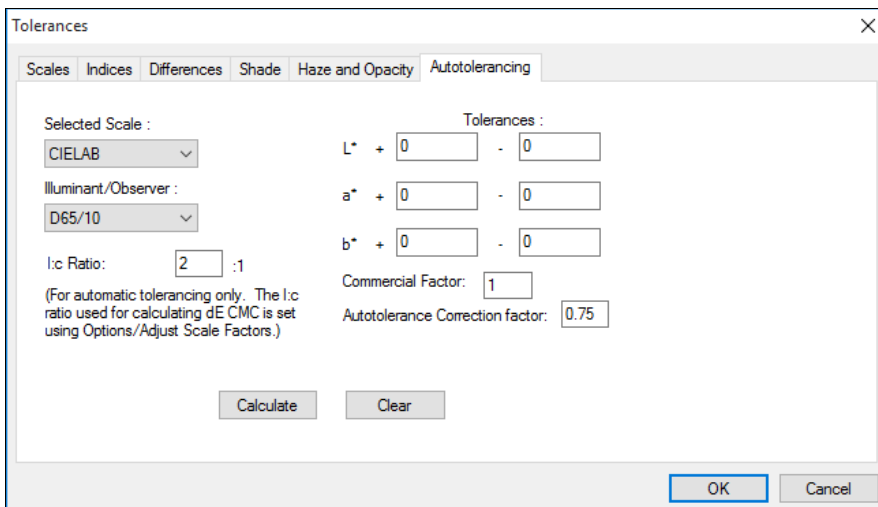 Tolerances
Scales Indices Differences Shade Haze and Opacity Autotolerancing
Selected Scale :
CIELAB
Illuminant/Observer :
D65/10
l:c Ratio: 2 :1
(For automatic tolerancing only. The l:c
ratio used for calculating dE CMC is set
using Options/Adjust Scale Factors.)
Tolerances :
L* + 0 - 0
a* + 0 - 0
b* + 0 - 0
Commercial Factor: 1
Autotolerance Correction factor: 0.75
Calculate Clear
OK Cancel